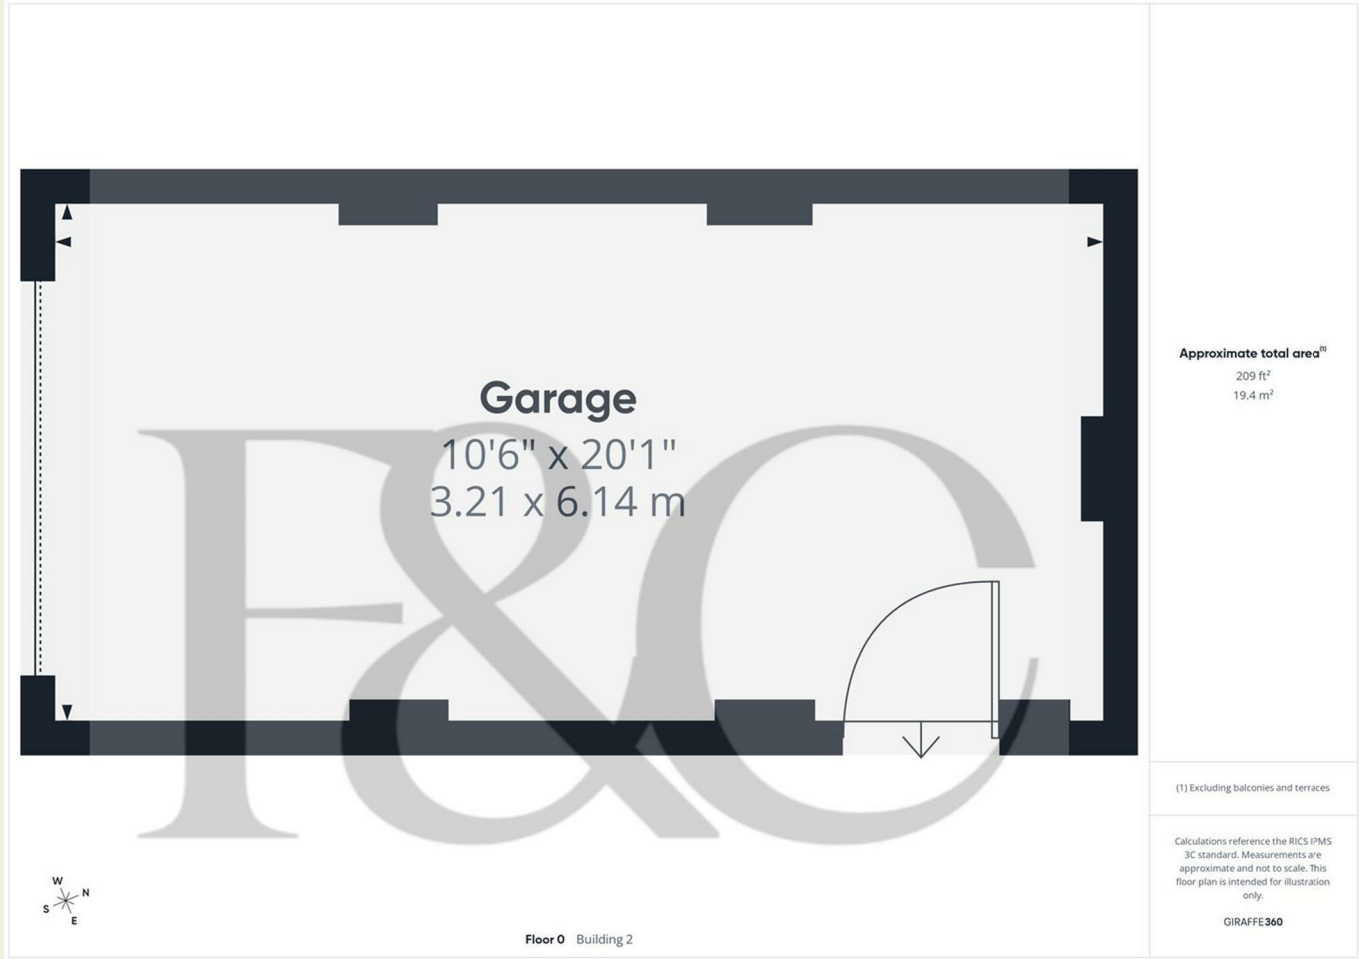 Garage
10'6" x 20'1"
3.21 x 6.14 m
F&C
Approximate total area(1)
209 ft²
19.4 m²
(1) Excluding balconies and terraces
Calculations reference the RICS IPMS
3C standard. Measurements are
approximate and not to scale. This
floor plan is intended for illustration
only.
GIRAFFE360
W
N
S
E
Floor 0 Building 2